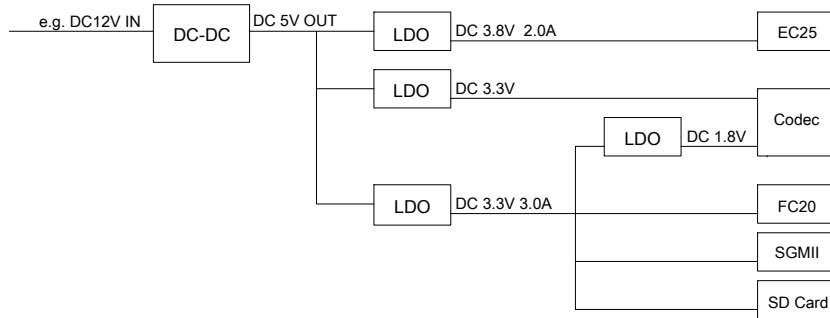 e.g. DC12V IN
DC-DC
DC 5V OUT
LDO
DC 3.8V 2.0A
EC25
LDO
DC 3.3V
Codec
LDO
DC 1.8V
LDO
DC 3.3V 3.0A
FC20
SGMII
SD Card